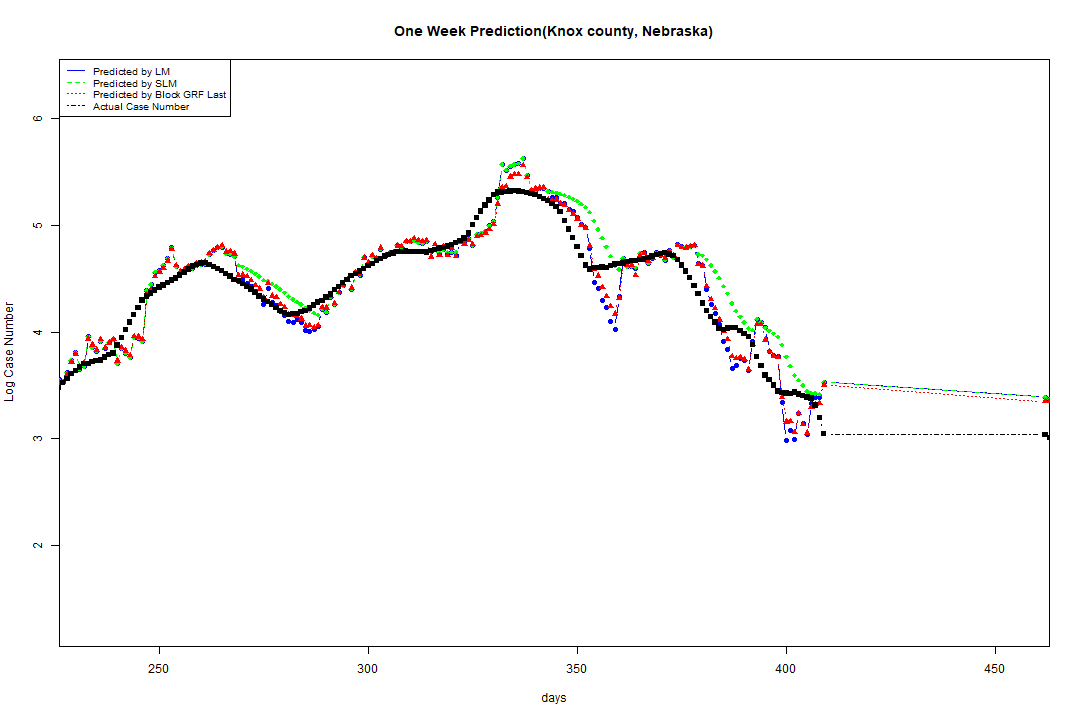 One Week Prediction(Knox county, Nebraska)
Predicted by LM
Predicted by SLM
Predicted by Block GRF Last
Actual Case Number
6
5
4
3
2
Log Case Number
250 300 350 400 450
days